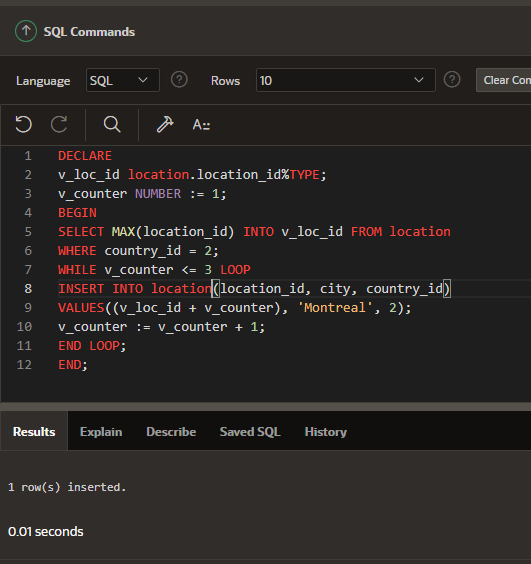 SQL Commands
Language SQL Rows 10 Clear Con
A
1 DECLARE
2 v_loc_id location.location_id%TYPE;
3 v_counter NUMBER := 1;
4 BEGIN
5 SELECT MAX(location_id) INTO v_loc_id FROM location
6 WHERE country_id = 2;
7 WHILE v_counter <= 3 LOOP
8 INSERT INTO location(location_id, city, country_id)
9 VALUES((v_loc_id + v_counter), 'Montreal', 2);
10 v_counter := v_counter + 1;
11 END LOOP;
12 END;
Results Explain Describe Saved SQL History
1 row(s) inserted.
0.01 seconds